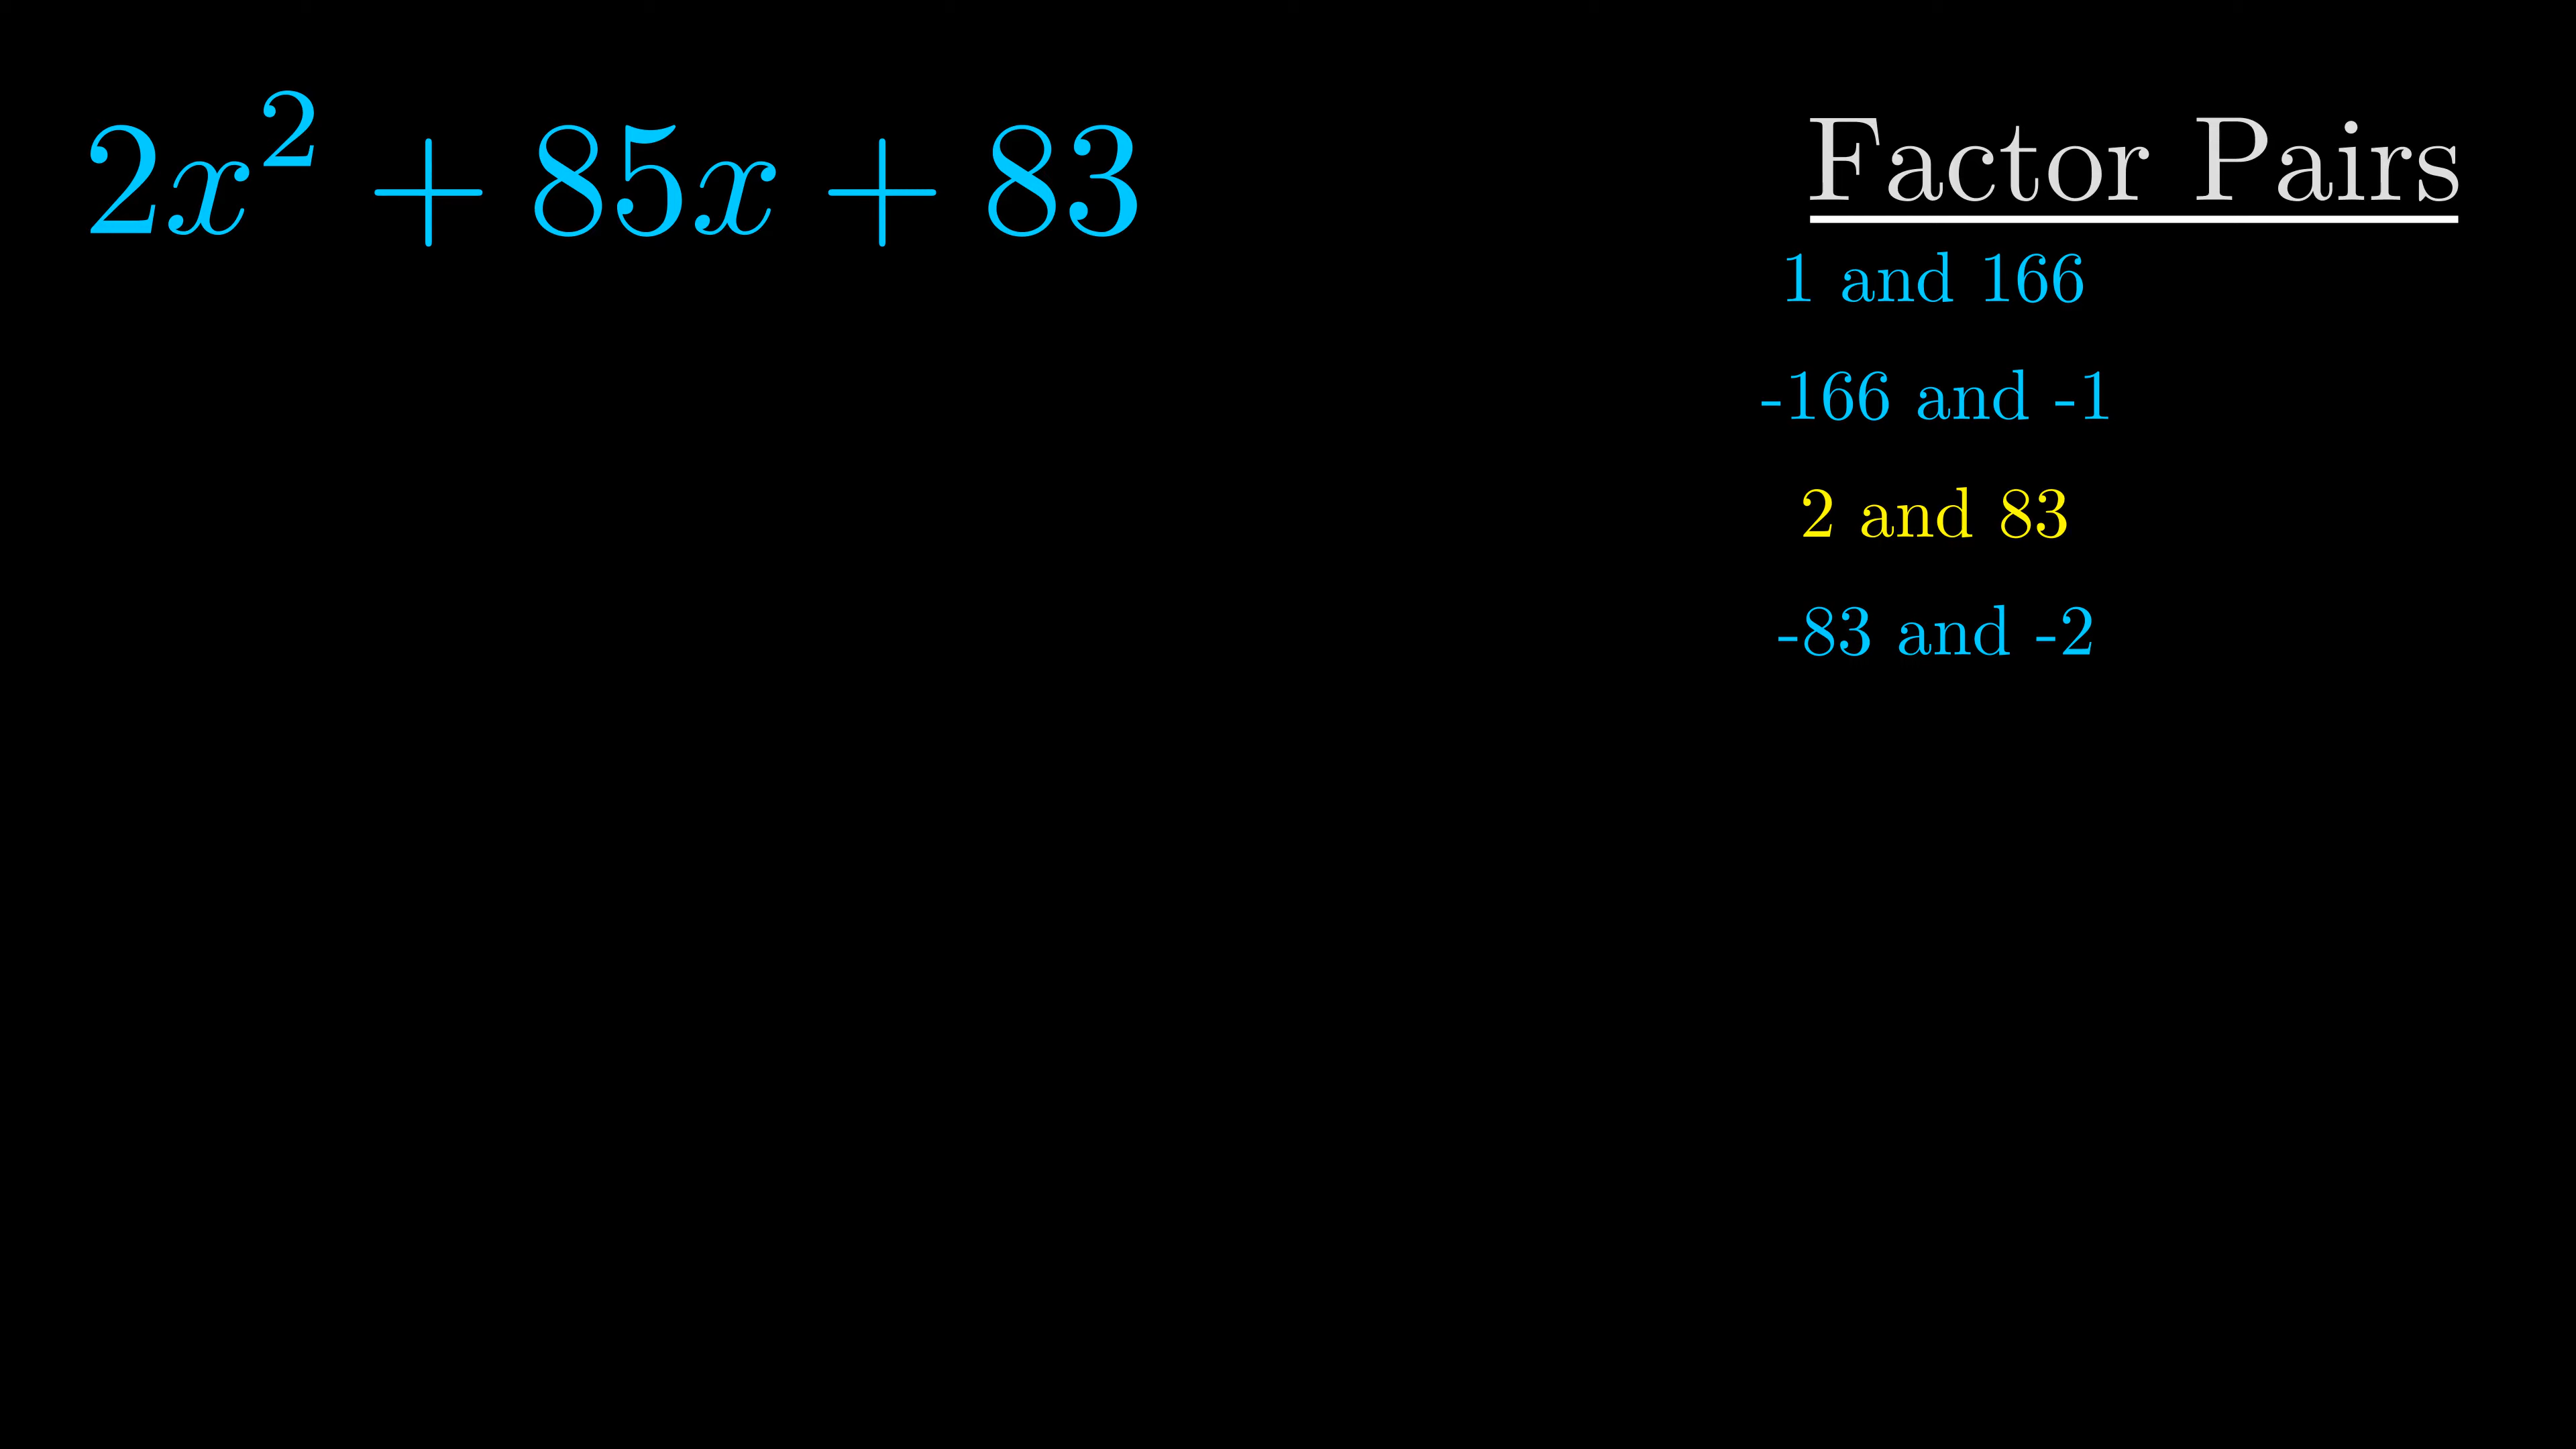 2x² + 85x + 83
Factor Pairs
1 and 166
-166 and -1
2 and 83
-83 and -2